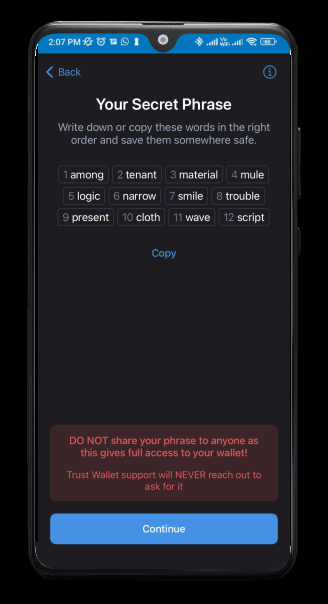 2:07 PM
Back
Your Secret Phrase
Write down or copy these words in the right
order and save them somewhere safe.
1 among 2 tenant 3 material 4 mule
5 logic 6 narrow 7 smile 8 trouble
9 present 10 cloth 11 wave 12 script
Copy
DO NOT share your phrase to anyone as
this gives full access to your wallet!
Trust Wallet support will NEVER reach out to
ask for it
Continue